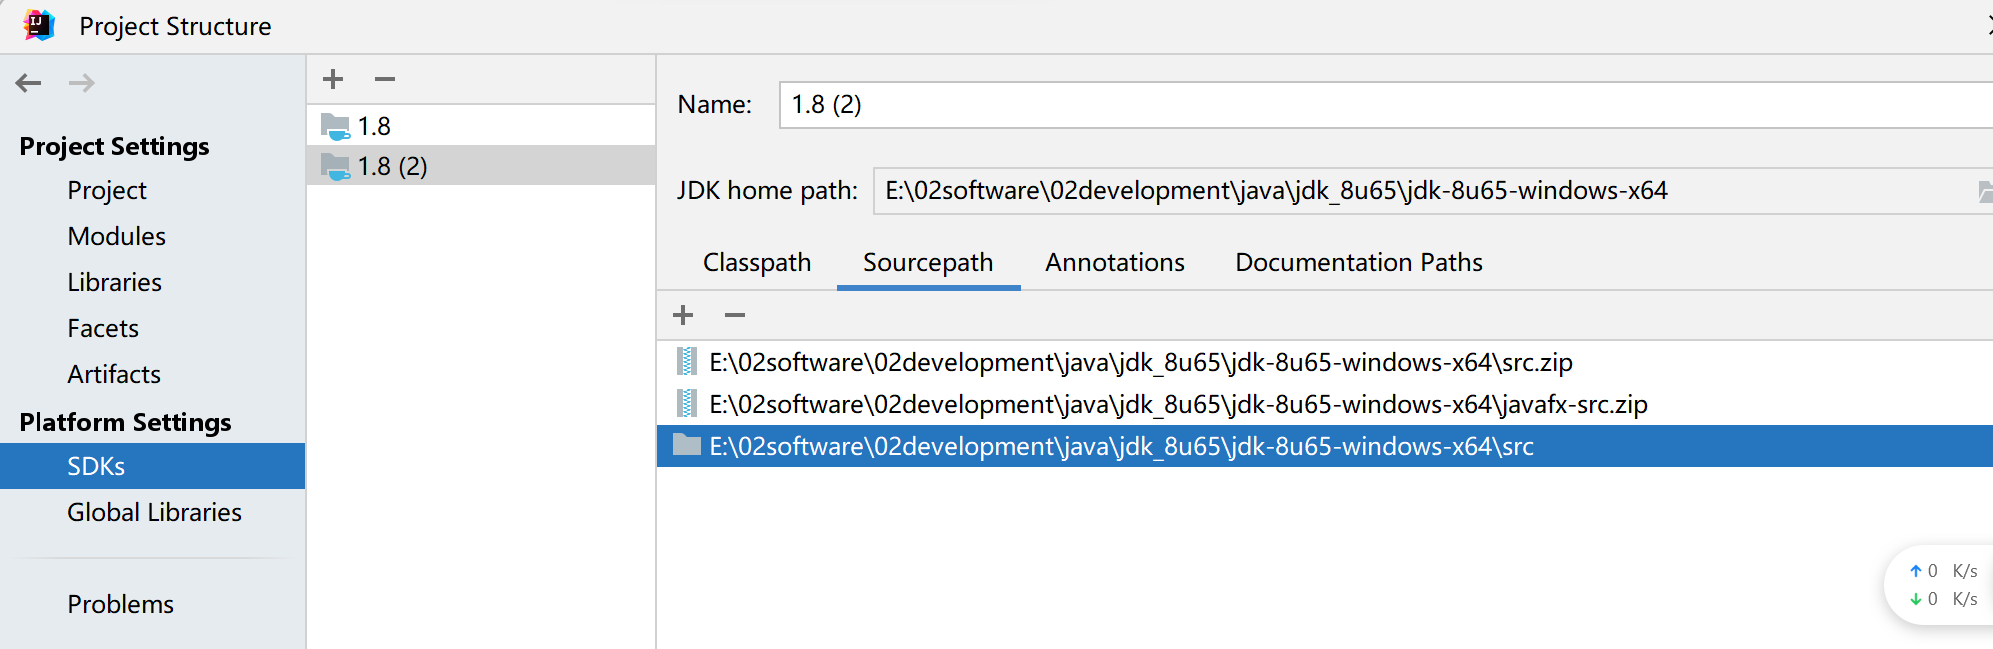 Project Structure
Project Settings
Project
Modules
Libraries
Facets
Artifacts
Platform Settings
SDKs
Global Libraries
Problems
1.8
1.8 (2)
Name: 1.8 (2)
JDK home path: E:\02software\02development\java\jdk_8u65\jdk-8u65-windows-x64
Classpath Sourcepath Annotations Documentation Paths
E:\02software\02development\java\jdk_8u65\jdk-8u65-windows-x64\src.zip
E:\02software\02development\java\jdk_8u65\jdk-8u65-windows-x64\javafx-src.zip
E:\02software\02development\java\jdk_8u65\jdk-8u65-windows-x64\src
↑ 0 K/s
↓ 0 K/s